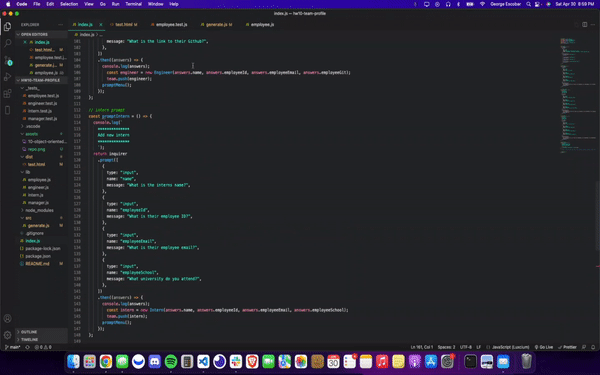 Code File Edit Selection View Go Run Terminal Window Help
George Escobar
Sat Apr 30 8:09 PM
index.js — hw10-team-profile
EXPLORER
index.js
test.html M
employee.test.js
generate.js M
employee.js
OPEN EDITORS
index.js
test.html...
employee.test.j...
generate.j...
employee.js
HW10-TEAM-PROFILE
_tests_
employee.test.js
engineer.test.js
intern.test.js
manager.test.js
.vscode
assets
10-object-oriented...
repo.png
dist
test.html M
lib
employee.js
engineer.js
intern.js
manager.js
node_modules
src
generate.js M
.gitignore
index.js
package-lock.json
package.json
README.md M
OUTLINE
TIMELINE
message: "What is the link to their Github?",
},
])
.then((answers) => {
console.log(answers);
const engineer = new Engineer(answers.name, answers.employeeId, answers.employeeEmail, answers.employeeGit);
team.push(engineer);
promptMenu();
});
};
// intern prompt
const promptIntern = () => {
console.log(`
Add new intern
`);
return inquirer
.prompt([
{
type: "input",
name: "name",
message: "What is the interns name?",
},
{
type: "input",
name: "employeeId",
message: "What is their employee ID?",
},
{
type: "input",
name: "employeeEmail",
message: "What is their employee email?",
},
{
type: "input",
name: "employeeSchool",
message: "What university do you attend?",
},
])
.then((answers) => {
console.log(answers);
const intern = new Intern(answers.name, answers.employeeId, answers.employeeEmail, answers.employeeSchool);
team.push(intern);
promptMenu();
});
};
main*
Ln 161, Col 1 Spaces: 2 UTF-8 LF JavaScript Go Live Prettier